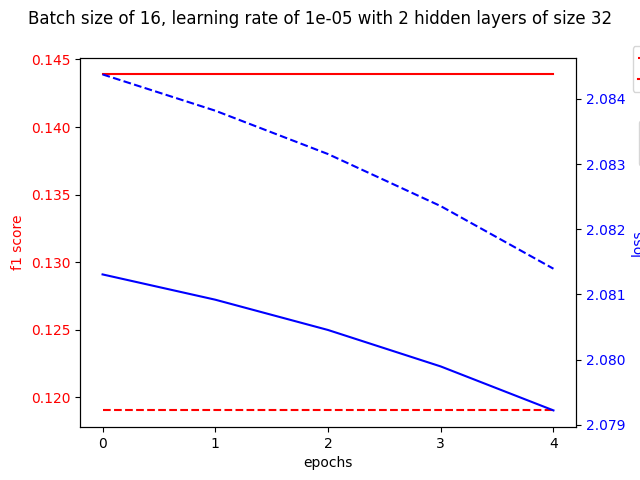 Batch size of 16, learning rate of 1e-05 with 2 hidden layers of size 32
0.145
0.140
0.135
0.130
0.125
0.120
f1 score
2.084
2.083
2.082
2.081
2.080
2.079
loss
0 1 2 3 4
epochs